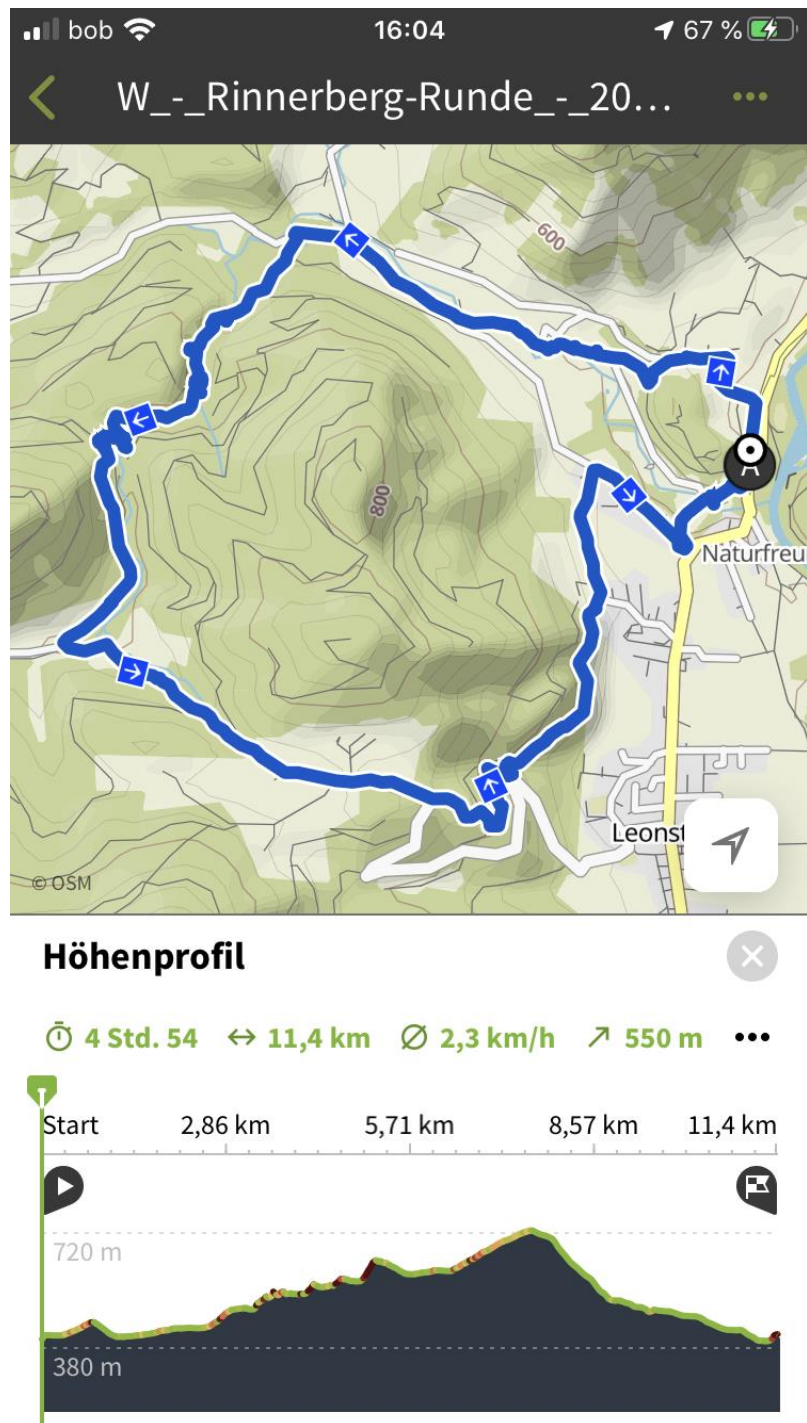 bob 16:04 67 %
W_-_Rinnerberg-Runde_-_20...
600
800
Naturfreu
Leonst
© OSM
Höhenprofil
4 Std. 54 11,4 km Ø 2,3 km/h 550 m
Start 2,86 km 5,71 km 8,57 km 11,4 km
720 m
380 m